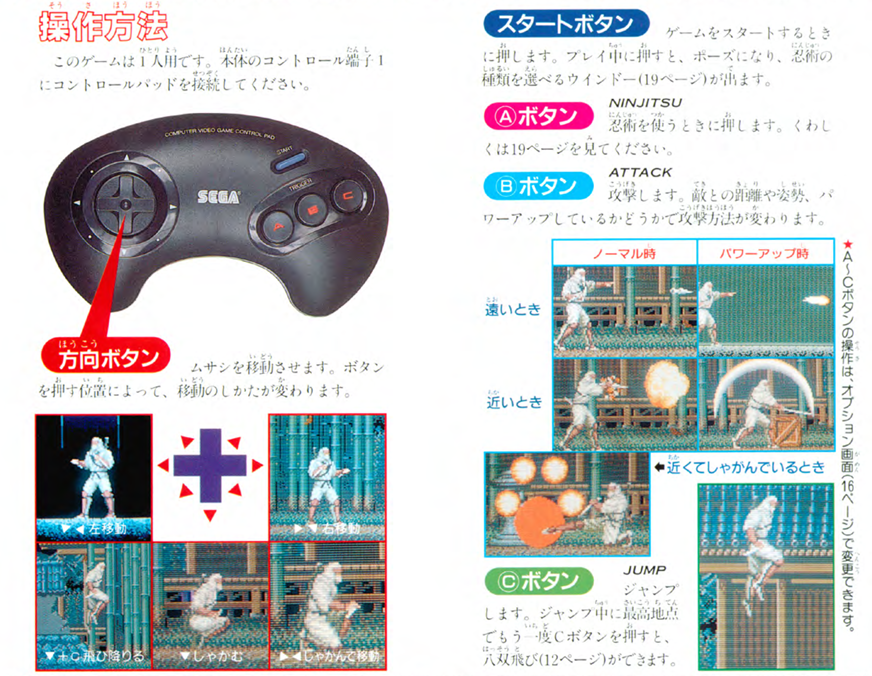 操作方法
このゲームは1人用です。本体のコントロール端子1
にコントロールパッドを接続してください。
COMPUTER VIDEO GAME CONTROL PAD
START
SEGA
TRIGGER
A
B
C
方向ボタン
ムサシを移動させます。ボタン
を押す位置によって、移動のしかたが変わります。
▼◀左移動
▶▼右移動
▼+C飛び降りる
▼しゃがむ
▶◀しゃがんで移動
スタートボタン
ゲームをスタートするとき
に押します。プレイ中に押すと、ポーズになり、忍術の
種類を選べるウインドー(19ページ)が出ます。
Ⓐボタン
NINJITSU
忍術を使うときに押します。くわし
くは19ページを見てください。
Ⓑボタン
ATTACK
攻撃します。敵との距離や姿勢、パ
ワーアップしているかどうかで攻撃方法が変わります。
ノーマル時
パワーアップ時
遠いとき
近いとき
←近くてしゃがんでいるとき
Ⓒボタン
JUMP
ジャンプ
します。ジャンプ中に最高地点
でもう一度Cボタンを押すと、
八双飛び(12ページ)ができます。
★A〜Cボタンの操作は、オプション画面(16ページ)で変更できます。